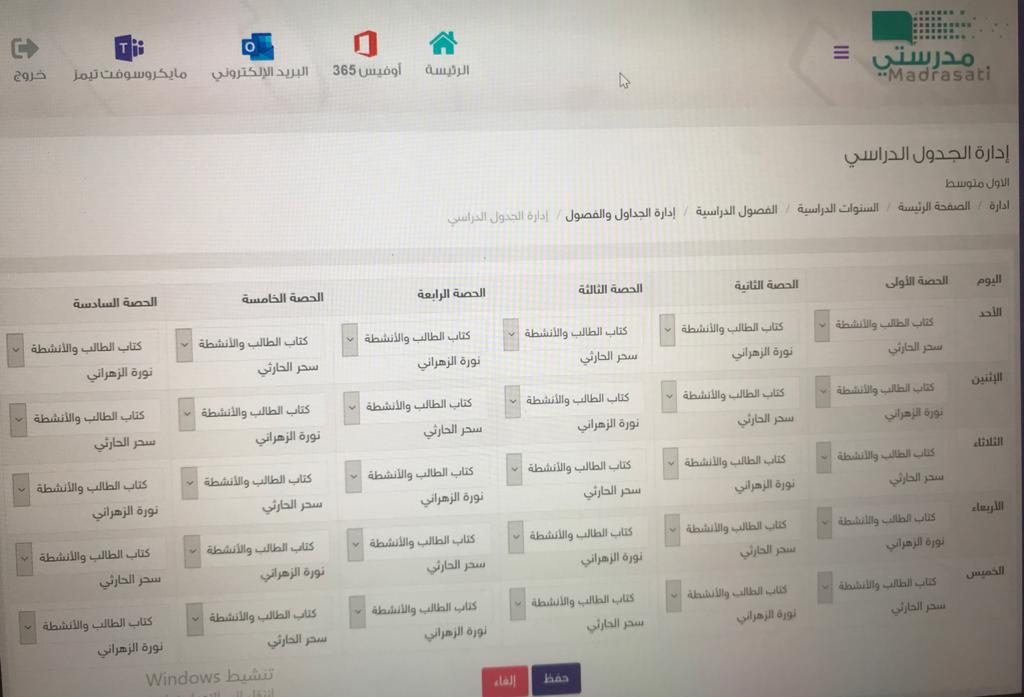 مدرستي
Madrasati
الرئيسة
أوفيس 365
البريد الإلكتروني
مايكروسوفت تيمز
خروج
إدارة الجدول الدراسي
الاول متوسط
ادارة / الصفحة الرئيسة / السنوات الدراسية / الفصول الدراسية / إدارة الجداول والفصول / إدارة الجدول الدراسي
اليوم الحصة الأولى الحصة الثانية الحصة الثالثة الحصة الرابعة الحصة الخامسة الحصة السادسة
الأحد كتاب الطالب والأنشطة كتاب الطالب والأنشطة كتاب الطالب والأنشطة كتاب الطالب والأنشطة كتاب الطالب والأنشطة كتاب الطالب والأنشطة
سحر الحارثي نورة الزهراني سحر الحارثي نورة الزهراني سحر الحارثي نورة الزهراني
الإثنين كتاب الطالب والأنشطة كتاب الطالب والأنشطة كتاب الطالب والأنشطة كتاب الطالب والأنشطة كتاب الطالب والأنشطة كتاب الطالب والأنشطة
نورة الزهراني سحر الحارثي نورة الزهراني سحر الحارثي نورة الزهراني سحر الحارثي
الثلاثاء كتاب الطالب والأنشطة كتاب الطالب والأنشطة كتاب الطالب والأنشطة كتاب الطالب والأنشطة كتاب الطالب والأنشطة كتاب الطالب والأنشطة
سحر الحارثي نورة الزهراني سحر الحارثي نورة الزهراني سحر الحارثي نورة الزهراني
الأربعاء كتاب الطالب والأنشطة كتاب الطالب والأنشطة كتاب الطالب والأنشطة كتاب الطالب والأنشطة كتاب الطالب والأنشطة كتاب الطالب والأنشطة
نورة الزهراني سحر الحارثي نورة الزهراني سحر الحارثي نورة الزهراني سحر الحارثي
الخميس كتاب الطالب والأنشطة كتاب الطالب والأنشطة كتاب الطالب والأنشطة كتاب الطالب والأنشطة كتاب الطالب والأنشطة كتاب الطالب والأنشطة
سحر الحارثي نورة الزهراني سحر الحارثي نورة الزهراني سحر الحارثي نورة الزهراني
حفظ إلغاء
تنشيط Windows